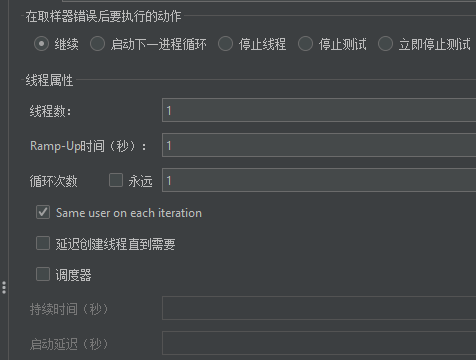 在取样器错误后要执行的动作
继续 启动下一进程循环 停止线程 停止测试 立即停止测试
线程属性
线程数： 1
Ramp-Up时间（秒）： 1
循环次数 永远 1
Same user on each iteration
延迟创建线程直到需要
调度器
持续时间（秒）
启动延迟（秒）